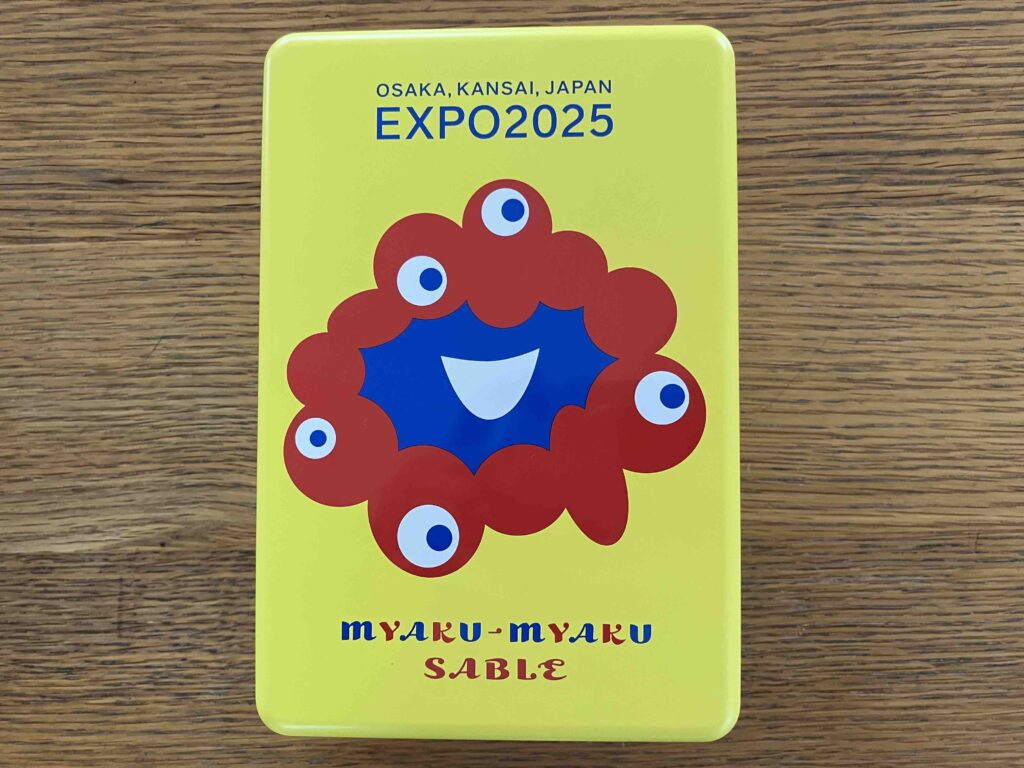 OSAKA, KANSAI, JAPAN
EXPO2025
MYAKU-MYAKU
SABLE